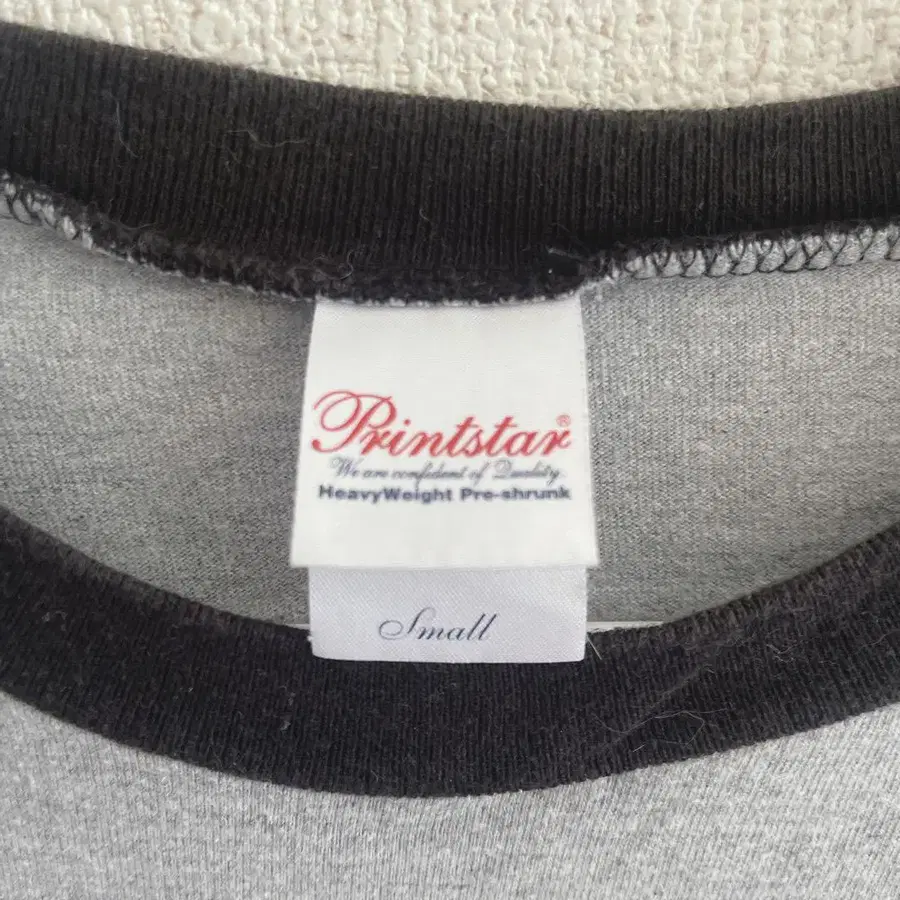 Printstar®
We are confident of Quality.
HeavyWeight Pre-shrunk
Small